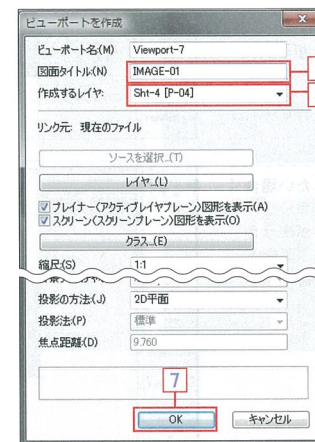 ビューポートを作成
ビューポート名(M) Viewport-7
図面タイトル:(N) IMAGE-01
作成するレイヤ: Sht-4 [P-04]
リンク元: 現在のファイル
ソースを選択...(T)
レイヤ...(L)
プレイナー(アクティブレイヤプレーン)図形を表示(A)
スクリーン(スクリーンプレーン)図形を表示(O)
クラス...(E)
縮尺:(S) 1:1
投影の方法:(J) 2D平面
投影法:(P) 標準
焦点距離:(D) 9.760
7
OK キャンセル